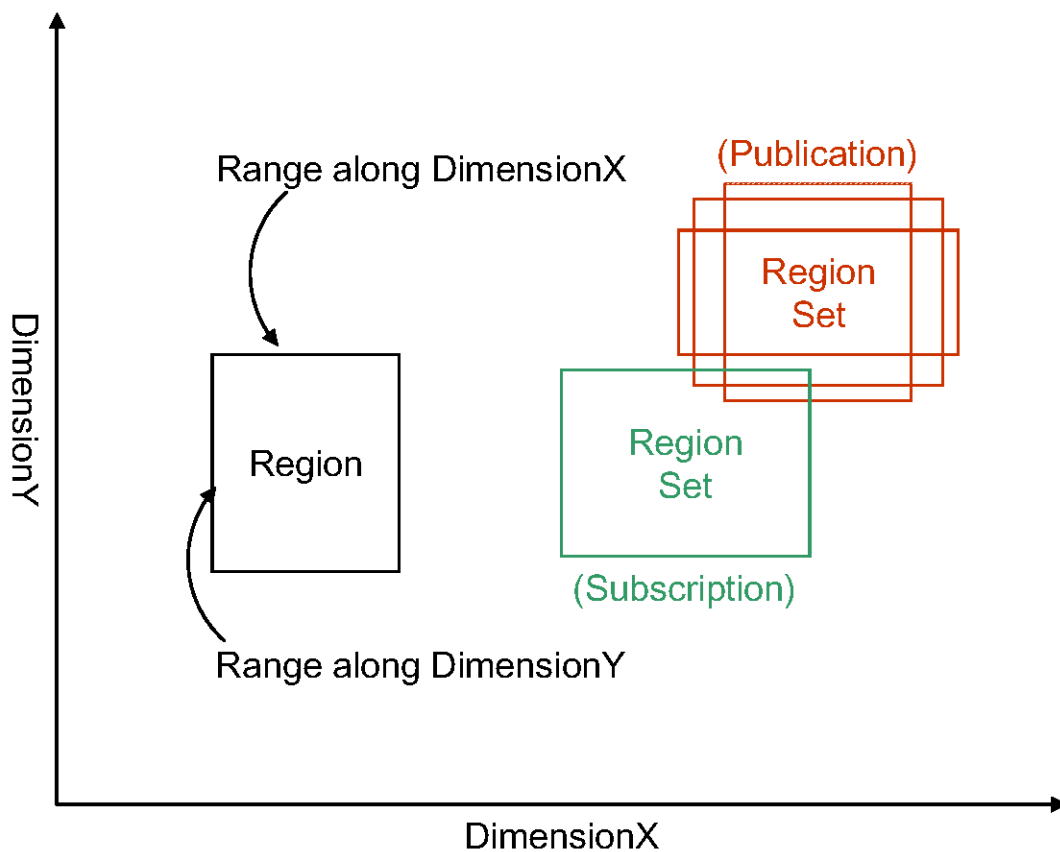 (Publication)
Range along DimensionX
Region
Set
DimensionY
Region
Region
Set
(Subscription)
Range along DimensionY
DimensionX